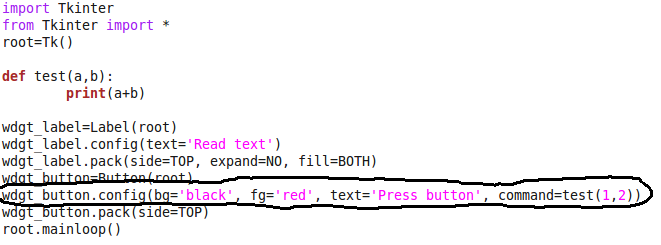 import Tkinter
from Tkinter import *
root=Tk()
def test(a,b):
print(a+b)
wdgt_label=Label(root)
wdgt_label.config(text='Read text')
wdgt_label.pack(side=TOP, expand=NO, fill=BOTH)
wdgt_button=Button(root)
wdgt_button.config(bg='black', fg='red', text='Press button', command=test(1,2))
wdgt_button.pack(side=TOP)
root.mainloop()